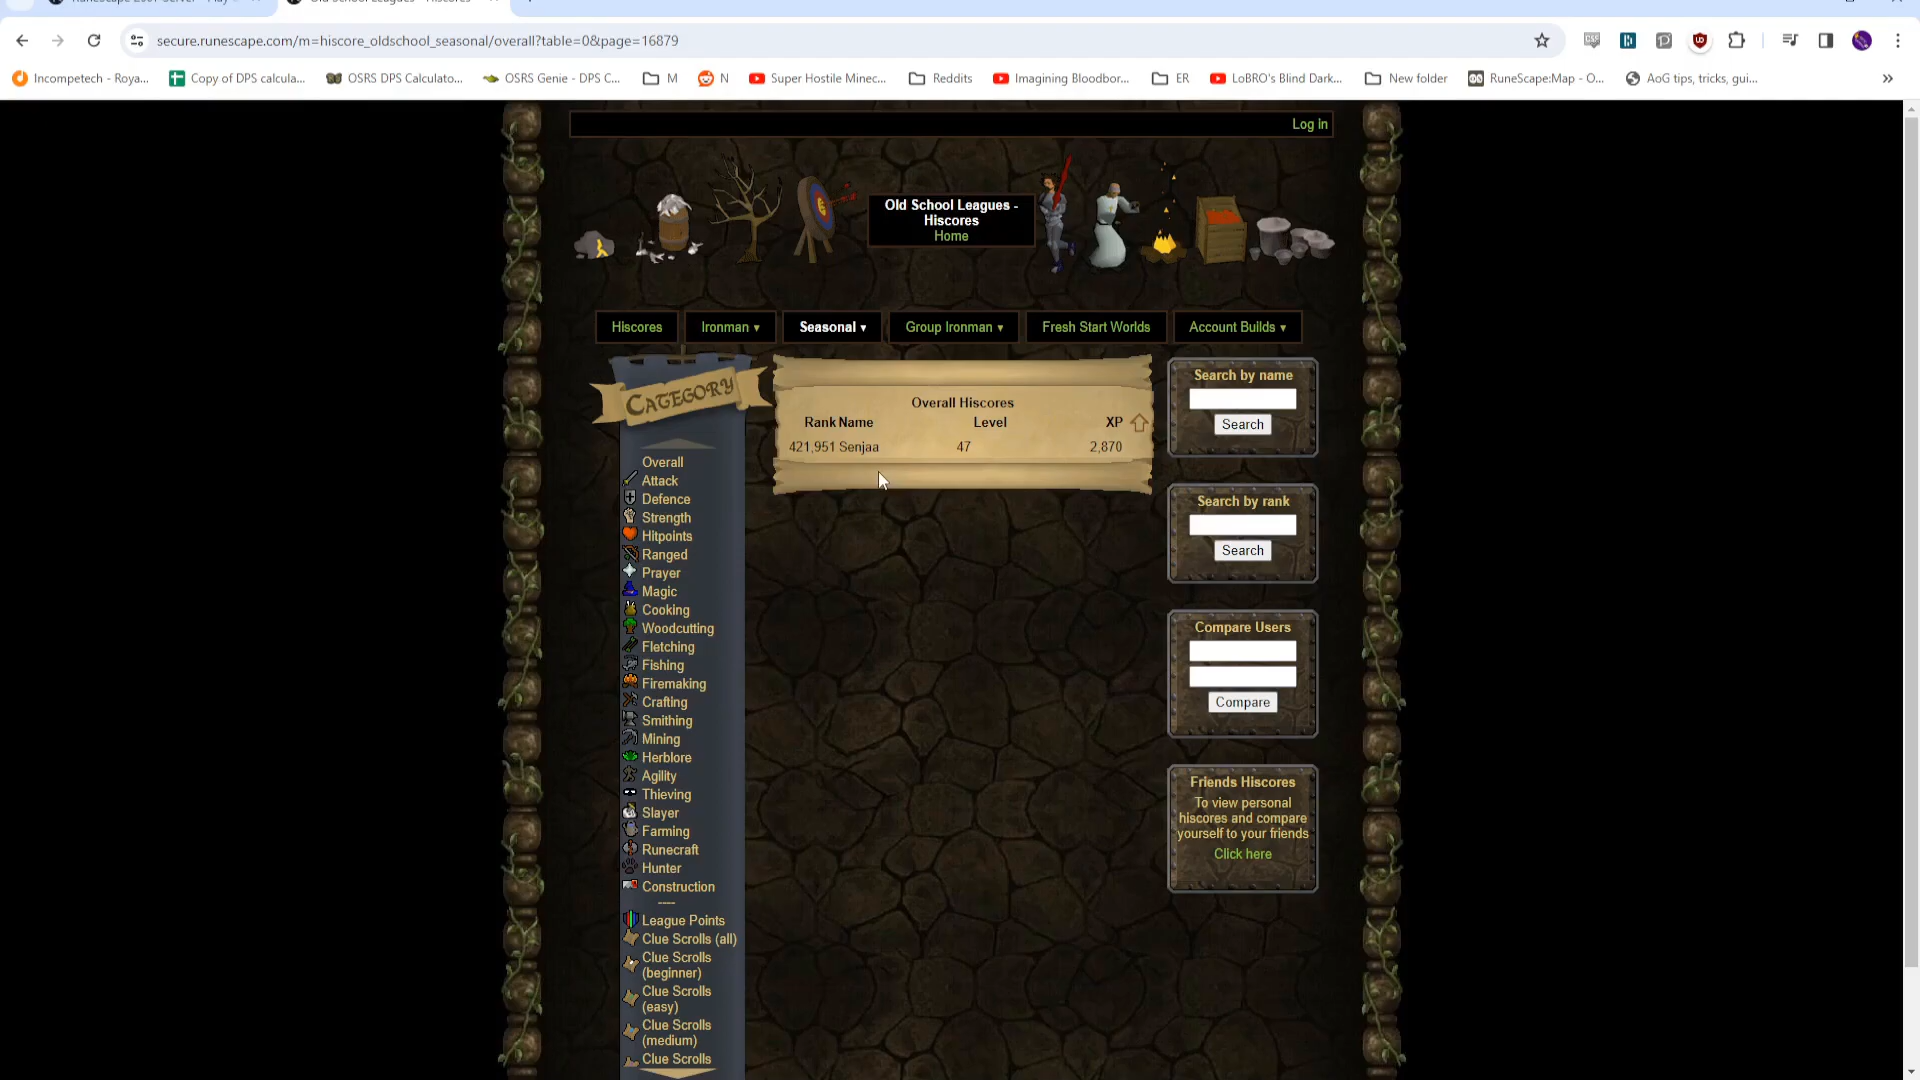 secure.runescape.com/m=hiscore_oldschool_seasonal/overall?table=0&page=16879
Incompetech - Roya... Copy of DPS calcula... OSRS DPS Calculato... OSRS Genie - DPS C... M N Super Hostile Minec... Reddits Imagining Bloodbor... ER LoBRO's Blind Dark... New folder RuneScape:Map - O... AoG tips, tricks, gui...
Log in
Old School Leagues -
Hiscores
Home
Hiscores Ironman Seasonal Group Ironman Fresh Start Worlds Account Builds
CATEGORY
Overall
Attack
Defence
Strength
Hitpoints
Ranged
Prayer
Magic
Cooking
Woodcutting
Fletching
Fishing
Firemaking
Crafting
Smithing
Mining
Herblore
Agility
Thieving
Slayer
Farming
Runecraft
Hunter
Construction
----
League Points
Clue Scrolls (all)
Clue Scrolls
(beginner)
Clue Scrolls
(easy)
Clue Scrolls
(medium)
Clue Scrolls
Overall Hiscores
Rank Name Level XP
421,951 Senjaa 47 2,870
Search by name
Search
Search by rank
Search
Compare Users
Compare
Friends Hiscores
To view personal
hiscores and compare
yourself to your friends
Click here